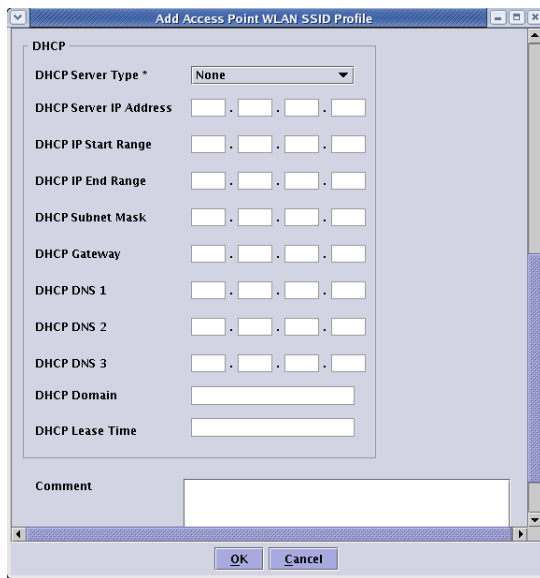 Add Access Point WLAN SSID Profile
DHCP
DHCP Server Type * None
DHCP Server IP Address . . .
DHCP IP Start Range . . .
DHCP IP End Range . . .
DHCP Subnet Mask . . .
DHCP Gateway . . .
DHCP DNS 1 . . .
DHCP DNS 2 . . .
DHCP DNS 3 . . .
DHCP Domain
DHCP Lease Time
Comment
OK Cancel